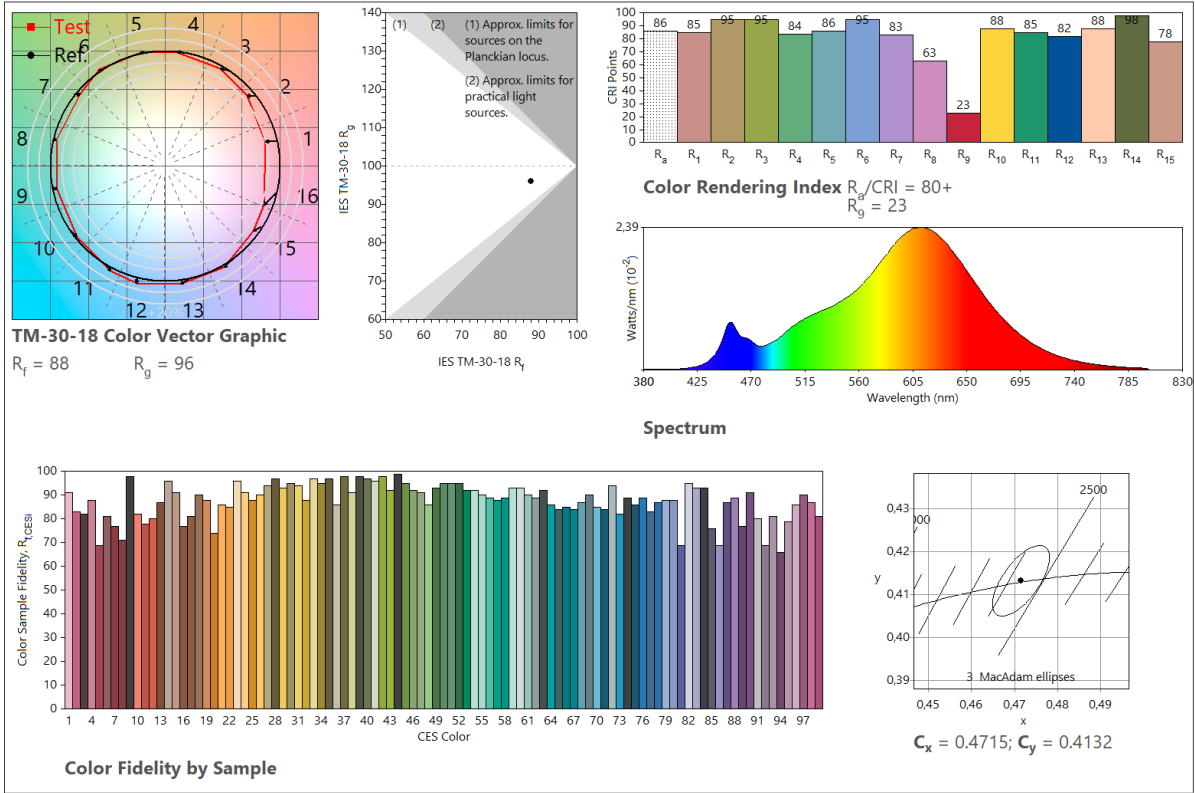 Test
Ref.
5
4
6
3
7
2
8
1
9
16
10
15
11
14
12
13
+20%
TM-30-18 Color Vector Graphic
Rf = 88
Rg = 96
140
130
120
110
100
90
80
70
60
50 60 70 80 90 100
IES TM-30-18 Rg
IES TM-30-18 Rf
(1)
(2)
(1) Approx. limits for
sources on the
Planckian locus.
(2) Approx. limits for
practical light
sources.
CRI Points
100
90
80
70
60
50
40
30
20
10
0
86 85 95 95 84 86 95 83 63 23 88 85 82 88 98 78
Ra R1 R2 R3 R4 R5 R6 R7 R8 R9 R10 R11 R12 R13 R14 R15
Color Rendering Index Ra/CRI = 80+
R9 = 23
2,39
Watts/nm (10-2)
380 425 470 515 560 605 650 695 740 785 830
Wavelength (nm)
Spectrum
Color Sample Fidelity, Rf,CESi
100
90
80
70
60
50
40
30
20
10
0
1 4 7 10 13 16 19 22 25 28 31 34 37 40 43 46 49 52 55 58 61 64 67 70 73 76 79 82 85 88 91 94 97
CES Color
Color Fidelity by Sample
2500
000
0,43
0,42
0,41
0,40
0,39
y
3 MacAdam ellipses
0,45 0,46 0,47 0,48 0,49
x
Cx = 0.4715; Cy = 0.4132